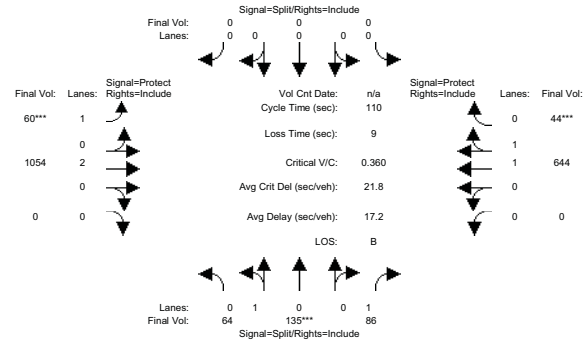 Signal=Split/Rights=Include
Final Vol: 0 0 0
Lanes: 0 0 0 0 0
Signal=Protect
Rights=Include
Vol Cnt Date: n/a
Signal=Protect
Rights=Include
Final Vol: Lanes:
Lanes: Final Vol:
Cycle Time (sec): 110
60*** 1
0 44***
Loss Time (sec): 9
0
1
1054 2
Critical V/C: 0.360
1 644
0
Avg Crit Del (sec/veh): 21.8
0
0 0
Avg Delay (sec/veh): 17.2
0 0
LOS: B
Lanes: 0 1 0 0 1
Final Vol: 64 135*** 86
Signal=Split/Rights=Include